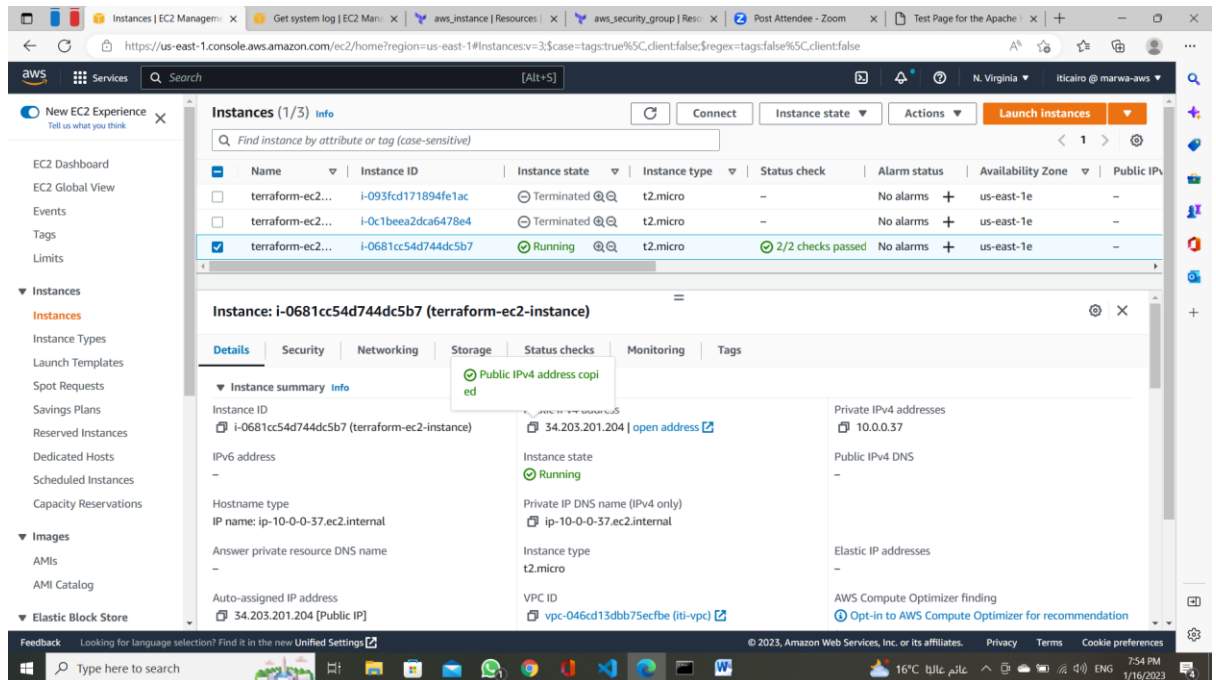 Instances | EC2 Manageme
Get system log | EC2 Mana
aws_instance | Resources |
aws_security_group | Reso
Post Attendee - Zoom
Test Page for the Apache
https://us-east-1.console.aws.amazon.com/ec2/home?region=us-east-1#Instances:v=3;$case=tags:true%5C,client:false;$regex=tags:false%5C,client:false
aws
Services
Search
[Alt+S]
N. Virginia
iticairo @ marwa-aws
New EC2 Experience
Tell us what you think
EC2 Dashboard
EC2 Global View
Events
Tags
Limits
Instances
Instances
Instance Types
Launch Templates
Spot Requests
Savings Plans
Reserved Instances
Dedicated Hosts
Scheduled Instances
Capacity Reservations
Images
AMIs
AMI Catalog
Elastic Block Store
Instances (1/3) Info
Connect
Instance state
Actions
Launch instances
Find instance by attribute or tag (case-sensitive)
1
Name Instance ID Instance state Instance type Status check Alarm status Availability Zone Public IPv
terraform-ec2... i-093fcd171894fe1ac Terminated t2.micro – No alarms + us-east-1e –
terraform-ec2... i-0c1beea2dca6478e4 Terminated t2.micro – No alarms + us-east-1e –
terraform-ec2... i-0681cc54d744dc5b7 Running t2.micro 2/2 checks passed No alarms + us-east-1e –
Instance: i-0681cc54d744dc5b7 (terraform-ec2-instance)
Details Security Networking Storage Status checks Monitoring Tags
Public IPv4 address copi
ed
Instance summary Info
Instance ID
i-0681cc54d744dc5b7 (terraform-ec2-instance)
34.203.201.204 | open address
Private IPv4 addresses
10.0.0.37
IPv6 address
–
Instance state
Running
Public IPv4 DNS
–
Hostname type
IP name: ip-10-0-0-37.ec2.internal
Private IP DNS name (IPv4 only)
ip-10-0-0-37.ec2.internal
Answer private resource DNS name
–
Instance type
t2.micro
Elastic IP addresses
–
Auto-assigned IP address
34.203.201.204 [Public IP]
VPC ID
vpc-046cd13dbb75ecfbe (iti-vpc)
AWS Compute Optimizer finding
Opt-in to AWS Compute Optimizer for recommendation
Feedback
Looking for language selection? Find it in the new Unified Settings
© 2023, Amazon Web Services, Inc. or its affiliates.
Privacy
Terms
Cookie preferences
Type here to search
16°C غائم غالبا
ENG
7:54 PM
1/16/2023